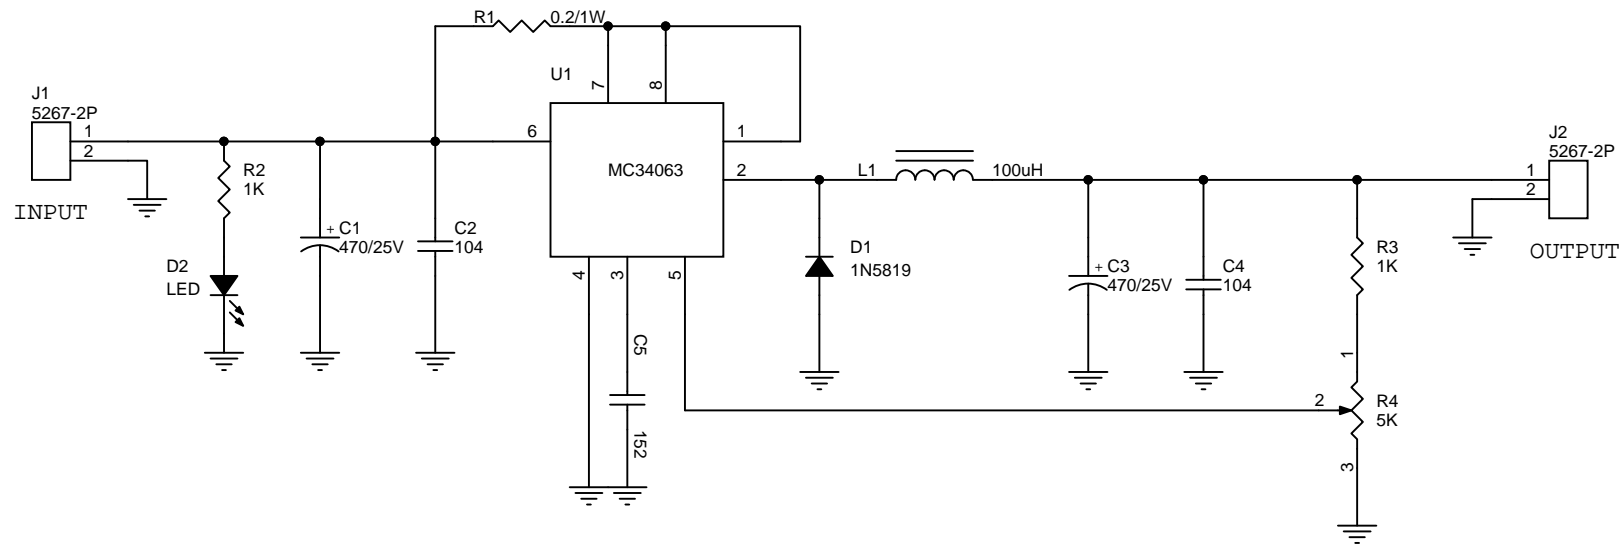 R1
0.2/1W
U1
7
8
J1
5267-2P
1
2
INPUT
R2
1K
D2
LED
+ C1
470/25V
C2
104
6
MC34063
1
2
4
3
5
C5
152
L1
100uH
D1
1N5819
+ C3
470/25V
C4
104
J2
5267-2P
1
2
OUTPUT
R3
1K
1
2
R4
5K
3